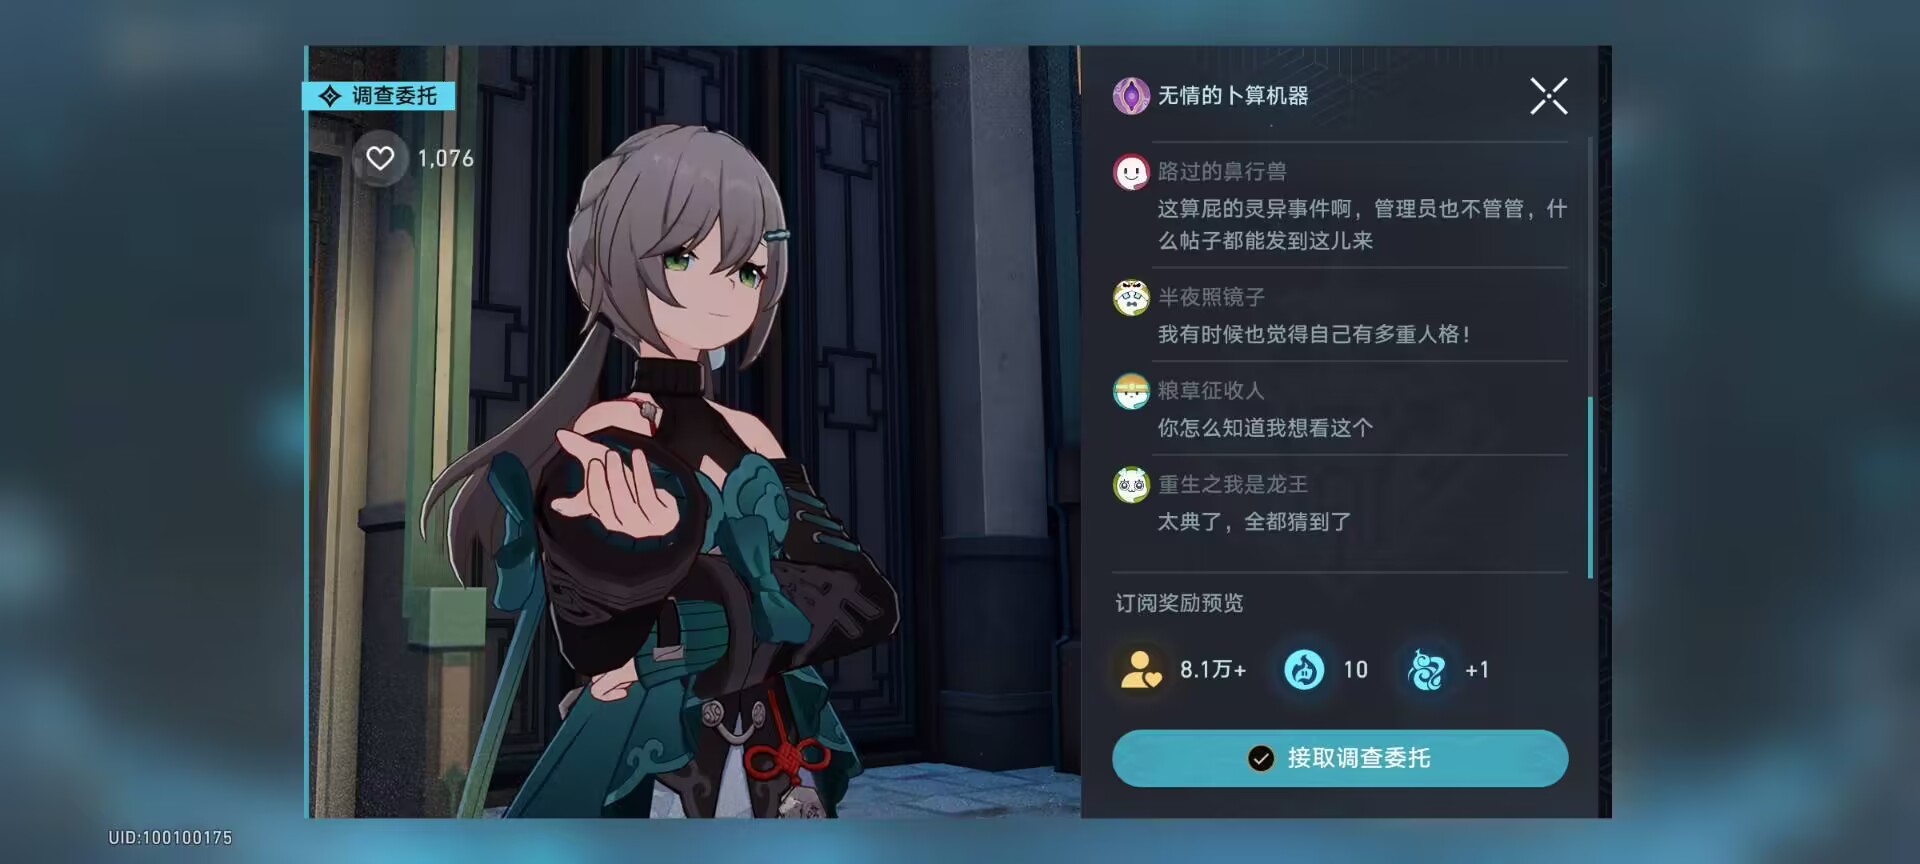 调查委托
1,076
无情的卜算机器
路过的鼻行兽
这算屁的灵异事件啊，管理员也不管管，什
么帖子都能发到这儿来
半夜照镜子
我有时候也觉得自己有多重人格！
粮草征收人
你怎么知道我想看这个
重生之我是龙王
太典了，全都猜到了
订阅奖励预览
8.1万+ 10 +1
接取调查委托
UID:100100175